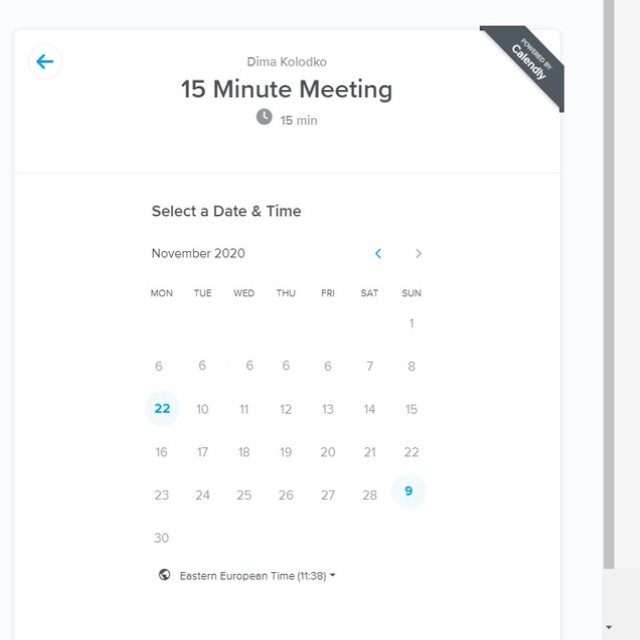 POWERED BY
Calendly
Dima Kolodko
15 Minute Meeting
15 min
Select a Date & Time
November 2020
MON TUE WED THU FRI SAT SUN
1
6 6 6 6 6 7 8
22 10 11 12 13 14 15
16 17 18 19 20 21 22
23 24 25 26 27 28 9
30
Eastern European Time (11:38)